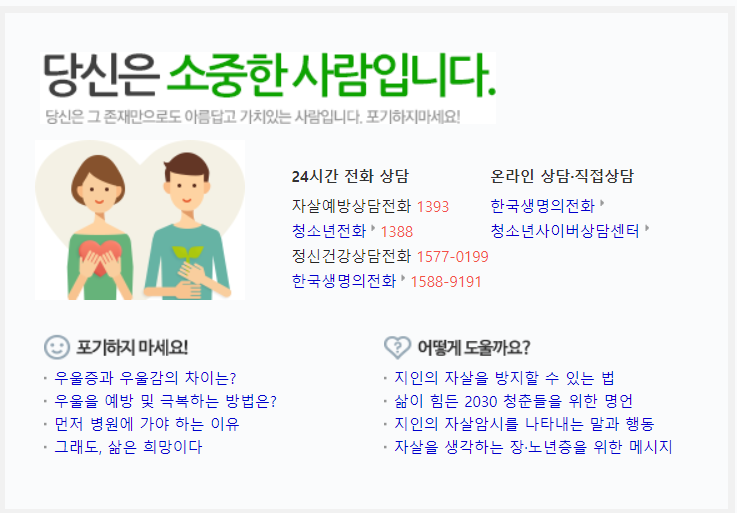 당신은 소중한 사람입니다.
당신은 그 존재만으로도 아름답고 가치있는 사람입니다. 포기하지마세요!
24시간 전화 상담
자살예방상담전화 1393
청소년전화 1388
정신건강상담전화 1577-0199
한국생명의전화 1588-9191
온라인 상담·직접상담
한국생명의전화
청소년사이버상담센터
포기하지 마세요!
· 우울증과 우울감의 차이는?
· 우울을 예방 및 극복하는 방법은?
· 먼저 병원에 가야 하는 이유
· 그래도, 삶은 희망이다
어떻게 도울까요?
· 지인의 자살을 방지할 수 있는 법
· 삶이 힘든 2030 청춘들을 위한 명언
· 지인의 자살암시를 나타내는 말과 행동
· 자살을 생각하는 장·노년층을 위한 메시지